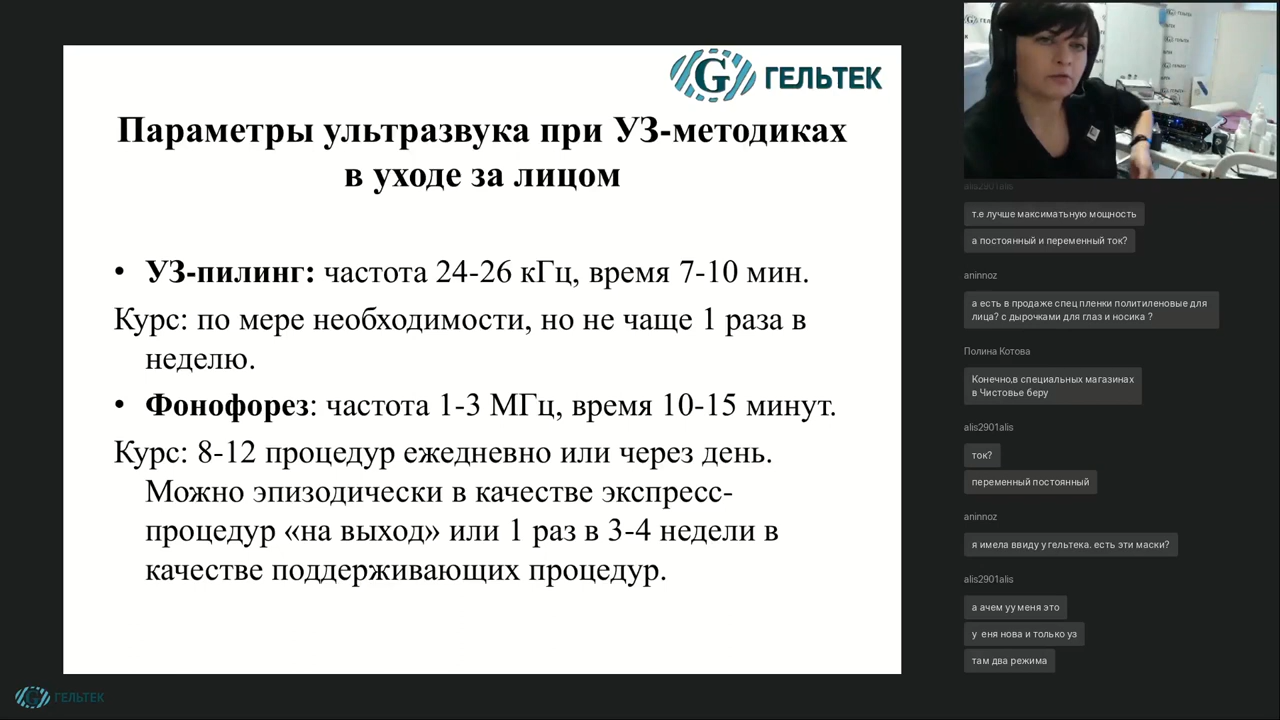 ГЕЛЬТЕК
Параметры ультразвука при УЗ-методиках
в уходе за лицом
• УЗ-пилинг: частота 24-26 кГц, время 7-10 мин.
Курс: по мере необходимости, но не чаще 1 раза в
неделю.
• Фонофорез: частота 1-3 МГц, время 10-15 минут.
Курс: 8-12 процедур ежедневно или через день.
Можно эпизодически в качестве экспресс-
процедур «на выход» или 1 раз в 3-4 недели в
качестве поддерживающих процедур.
ГЕЛЬТЕК
alis2901alis
т.е лучше максиматьную мощность
а постоянный и переменный ток?
aninnoz
а есть в продаже спец пленки политиленовые для
лица? с дырочками для глаз и носика ?
Полина Котова
Конечно,в специальных магазинах
в Чистовье беру
alis2901alis
ток?
переменный постоянный
aninnoz
я имела ввиду у гельтека. есть эти маски?
alis2901alis
а ачем уу меня это
у еня нова и только уз
там два режима